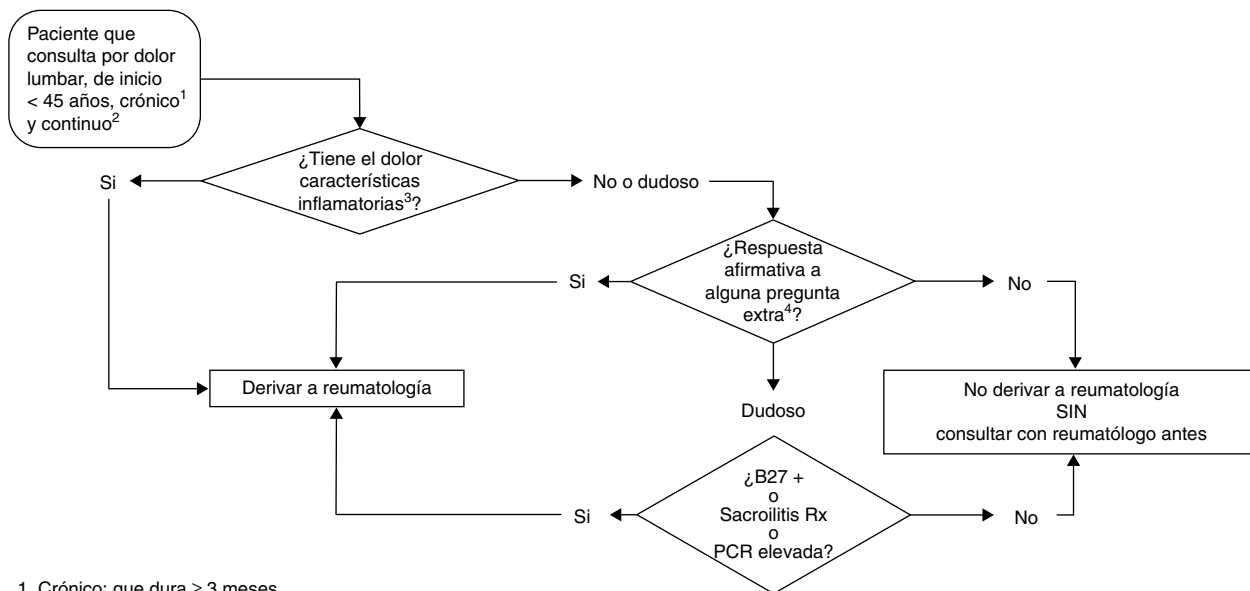 Paciente que
consulta por dolor
lumbar, de inicio
< 45 años, crónico1
y continuo2
¿Tiene el dolor
características
inflamatorias3?
Si
No o dudoso
¿Respuesta
afirmativa a
alguna pregunta
extra4?
Si
No
Derivar a reumatología
Dudoso
No derivar a reumatología
SIN
consultar con reumatólogo antes
¿B27 +
o
Sacroilitis Rx
o
PCR elevada?
Si
No
1. Crónico: que dura ≥ 3 meses